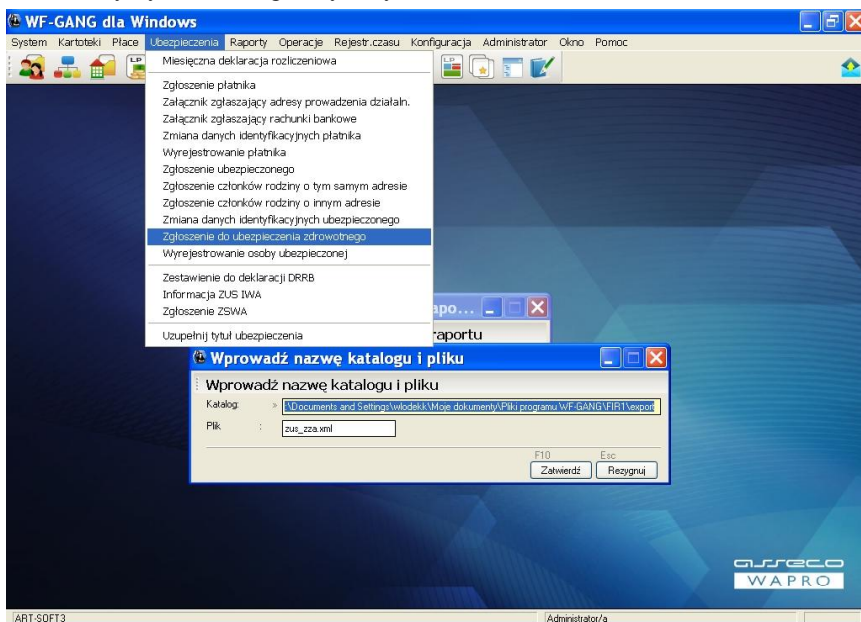 WF-GANG dla Windows
System Kartoteki Płace Ubezpieczenia Raporty Operacje Rejestr.czasu Konfiguracja Administrator Okno Pomoc
Miesięczna deklaracja rozliczeniowa
Zgłoszenie płatnika
Załącznik zgłaszający adresy prowadzenia działaln.
Załącznik zgłaszający rachunki bankowe
Zmiana danych identyfikacyjnych płatnika
Wyrejestrowanie płatnika
Zgłoszenie ubezpieczonego
Zgłoszenie członków rodziny o tym samym adresie
Zgłoszenie członków rodziny o innym adresie
Zmiana danych identyfikacyjnych ubezpieczonego
Zgłoszenie do ubezpieczenia zdrowotnego
Wyrejestrowanie osoby ubezpieczonej
Zestawienie do deklaracji DRRB
Informacja ZUS IWA
Zgłoszenie ZSWA
Uzupełnij tytuł ubezpieczenia
apo...
raportu
Wprowadź nazwę katalogu i pliku
Wprowadź nazwę katalogu i pliku
Katalog: » :\Documents and Settings\wlodekk\Moje dokumenty\Pliki programu WF-GANG\FIR1\export
Plik : zus_zza.xml
F10 Esc
Zatwierdź Rezygnuj
asseco
WAPRO
ART-SOFT3 Administrator/a